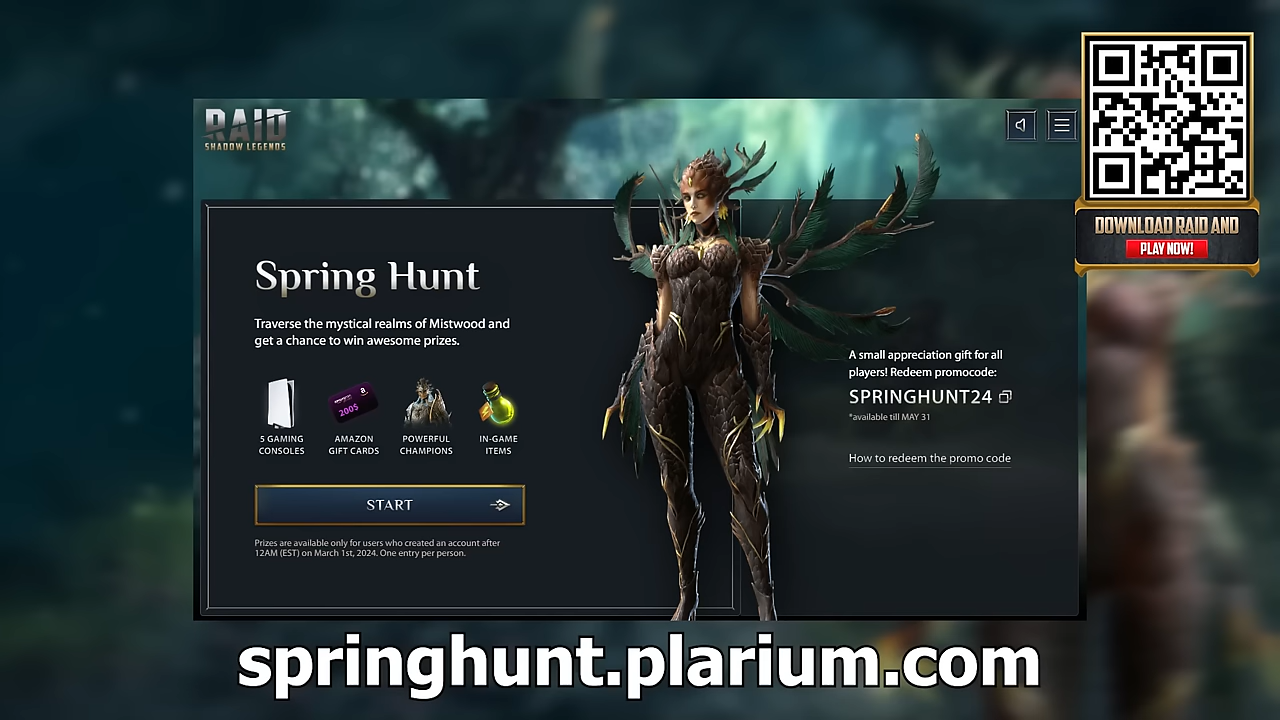 RAID
SHADOW LEGENDS
DOWNLOAD RAID AND
PLAY NOW!
Spring Hunt
Traverse the mystical realms of Mistwood and
get a chance to win awesome prizes.
200$
5 GAMING
CONSOLES
AMAZON
GIFT CARDS
POWERFUL
CHAMPIONS
IN-GAME
ITEMS
START
Prizes are available only for users who created an account after
12AM (EST) on March 1st, 2024. One entry per person.
A small appreciation gift for all
players! Redeem promocode:
SPRINGHUNT24
*available till MAY 31
How to redeem the promo code
springhunt.plarium.com